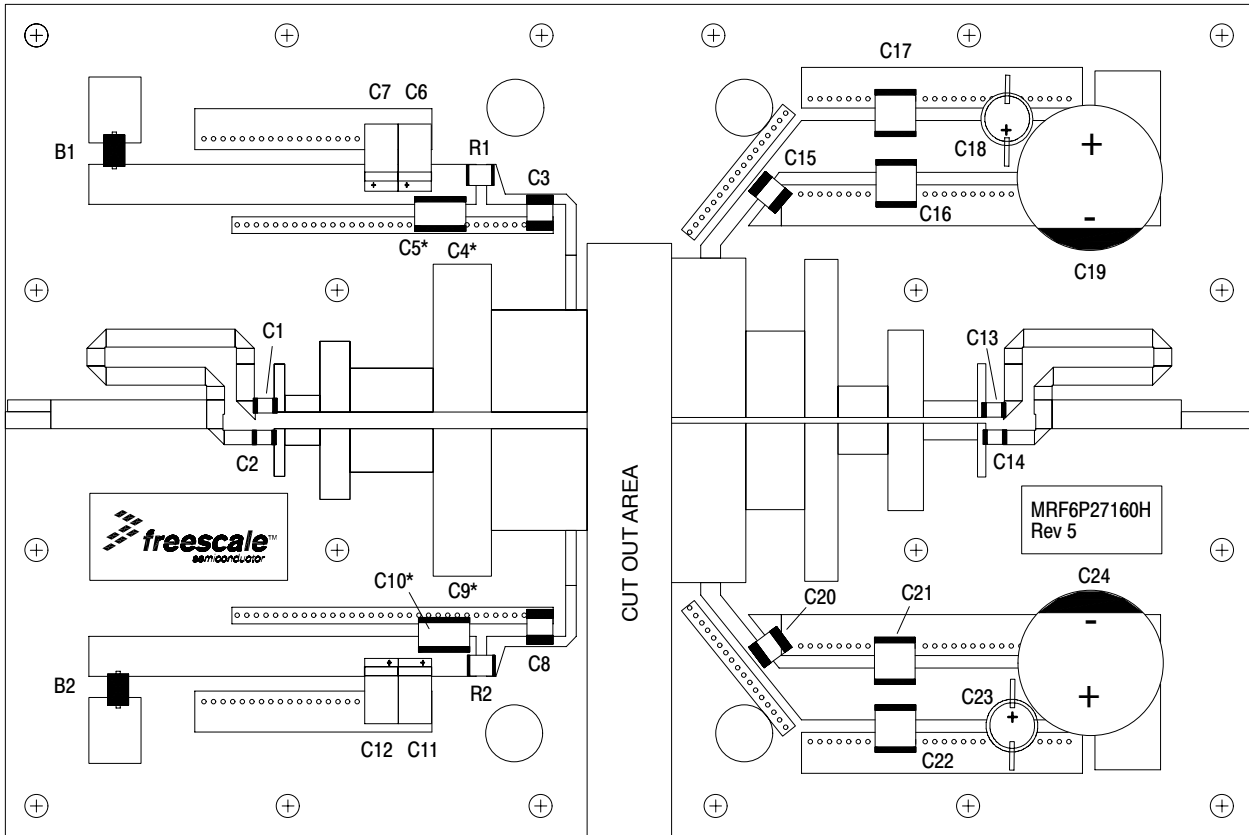 C17
C7 C6
B1
R1
C15
C18
+
+
C3
C16
-
C5* C4*
C19
C1
C13
C2
C14
freescale™
semiconductor
CUT OUT AREA
MRF6P27160H
Rev 5
C10*
C9*
C24
C20
C21
-
C8
B2
R2
C23
+
+
C12 C11
C22